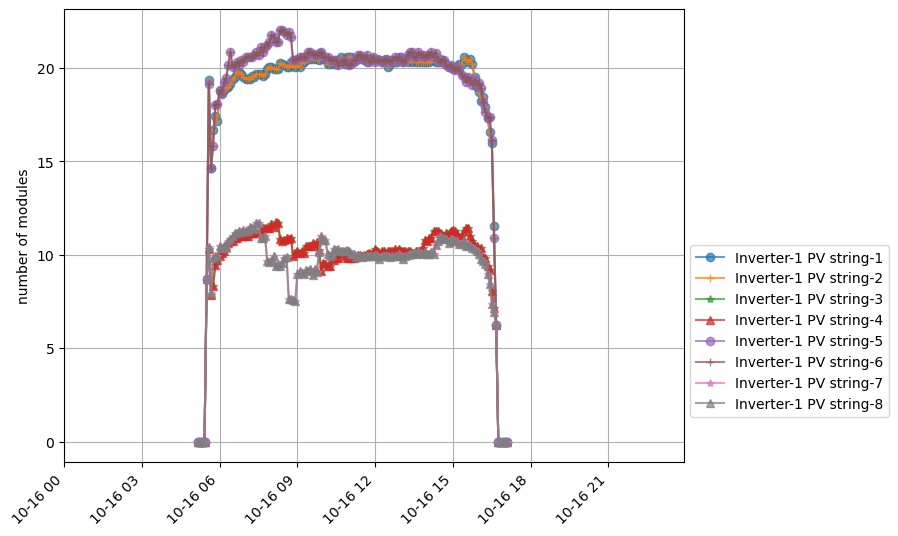 number of modules
20
15
10
5
0
10-16 00
10-16 03
10-16 06
10-16 09
10-16 12
10-16 15
10-16 18
10-16 21
Inverter-1 PV string-1
Inverter-1 PV string-2
Inverter-1 PV string-3
Inverter-1 PV string-4
Inverter-1 PV string-5
Inverter-1 PV string-6
Inverter-1 PV string-7
Inverter-1 PV string-8